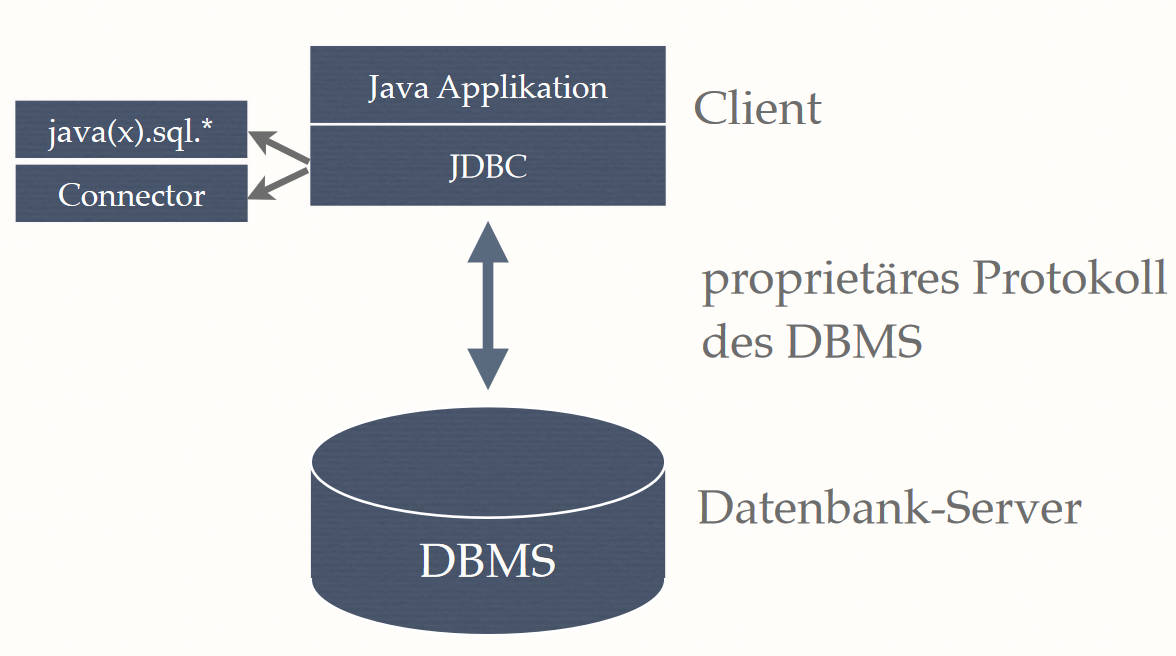 Java Applikation
Client
java(x).sql.*
JDBC
Connector
proprietäres Protokoll
des DBMS
Datenbank-Server
DBMS